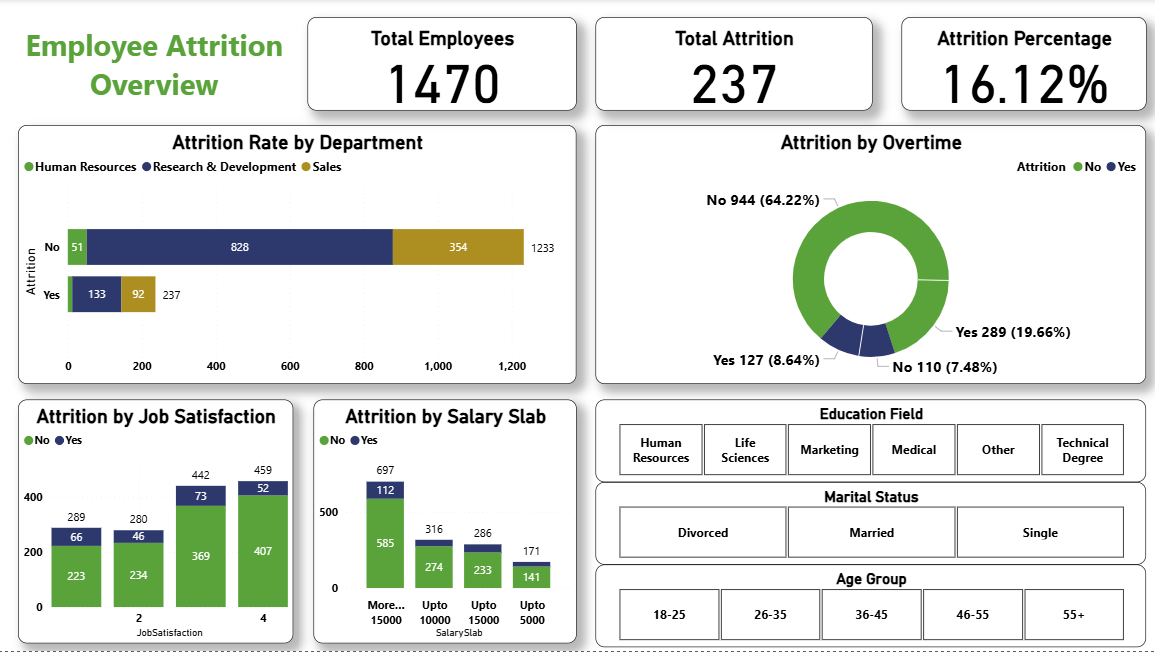 Employee Attrition
Overview
Total Employees
1470
Total Attrition
237
Attrition Percentage
16.12%
Attrition Rate by Department
Human Resources Research & Development Sales
Attrition
No 51 828 354 1233
Yes 133 92 237
0 200 400 600 800 1,000 1,200
Attrition by Overtime
Attrition No Yes
No 944 (64.22%)
Yes 289 (19.66%)
Yes 127 (8.64%)
No 110 (7.48%)
Attrition by Job Satisfaction
No Yes
400
200
0
289
66
223
280
46
234
442
73
369
459
52
407
2 4
JobSatisfaction
Attrition by Salary Slab
No Yes
500
0
697
112
585
316
274
286
233
171
141
More... Upto Upto Upto
15000 10000 15000 5000
SalarySlab
Education Field
Human
Resources
Life
Sciences
Marketing
Medical
Other
Technical
Degree
Marital Status
Divorced Married Single
Age Group
18-25 26-35 36-45 46-55 55+